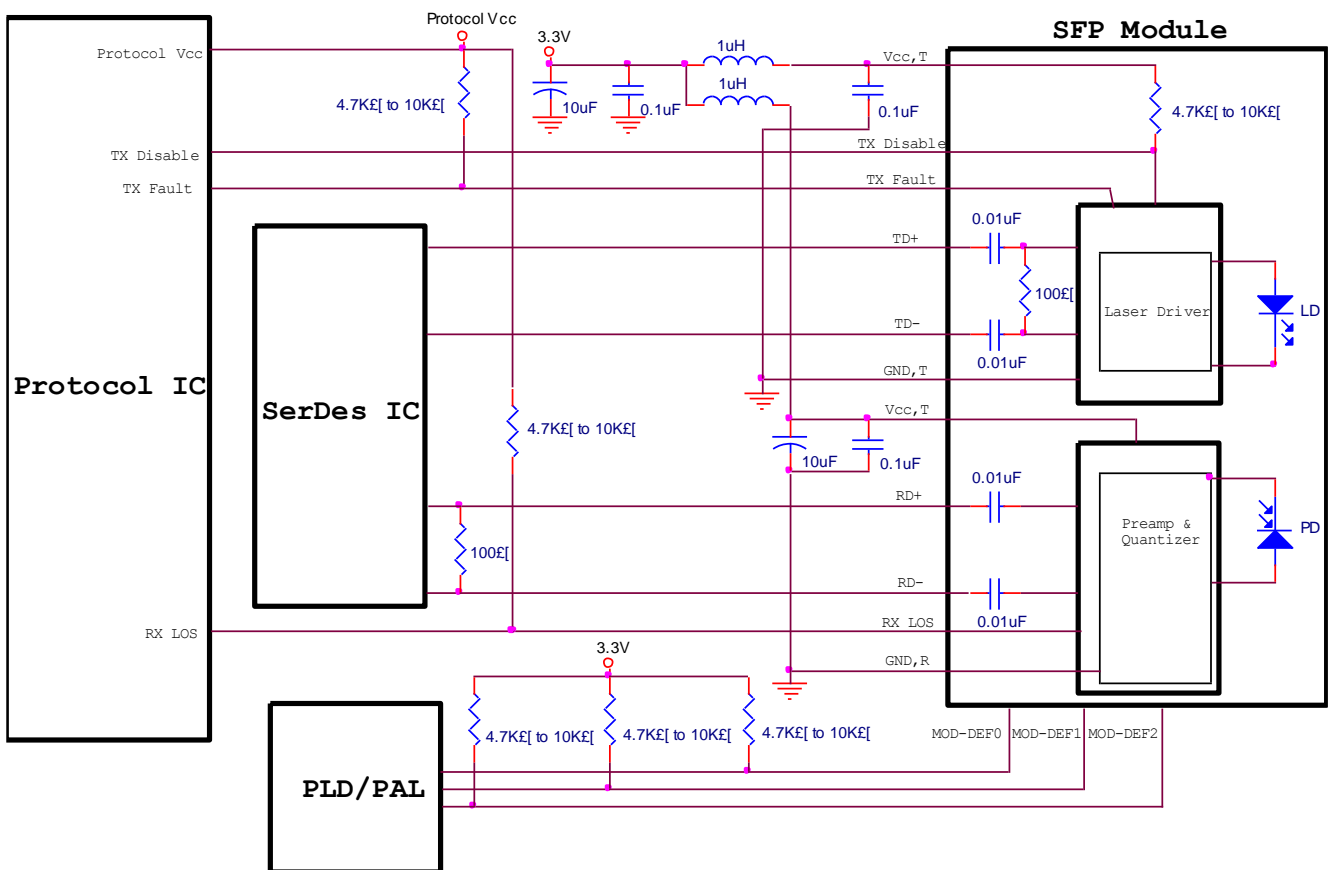 Protocol Vcc
SFP Module
3.3V
1uH
Vcc,T
Protocol Vcc
1uH
4.7K£[ to 10K£[
10uF
0.1uF
0.1uF
4.7K£[ to 10K£[
TX Disable
TX Disable
TX Fault
TX Fault
0.01uF
TD+
100£[
Laser Driver
LD
TD-
0.01uF
GND,T
Protocol IC
SerDes IC
Vcc,T
4.7K£[ to 10K£[
10uF
0.1uF
0.01uF
RD+
Preamp &
Quantizer
PD
100£[
RD-
0.01uF
RX LOS
RX LOS
3.3V
GND,R
4.7K£[ to 10K£[
4.7K£[ to 10K£[
4.7K£[ to 10K£[
MOD-DEF0
MOD-DEF1
MOD-DEF2
PLD/PAL